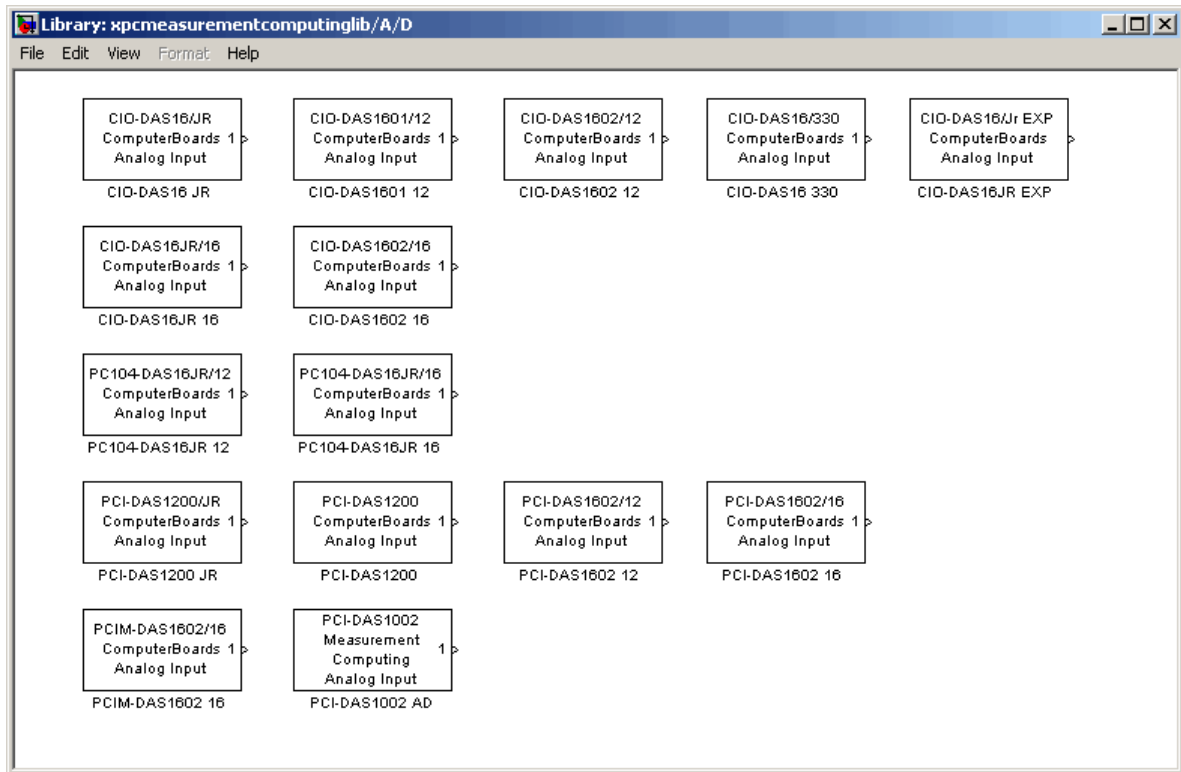 Library: xpcmeasurementcomputinglib/A/D
File Edit View Format Help
CIO-DAS16/JR
ComputerBoards 1
Analog Input
CIO-DAS16 JR
CIO-DAS1601/12
ComputerBoards 1
Analog Input
CIO-DAS1601 12
CIO-DAS1602/12
ComputerBoards 1
Analog Input
CIO-DAS1602 12
CIO-DAS16/330
ComputerBoards 1
Analog Input
CIO-DAS16 330
CIO-DAS16/Jr EXP
ComputerBoards
Analog Input
CIO-DAS16JR EXP
CIO-DAS16JR/16
ComputerBoards 1
Analog Input
CIO-DAS16JR 16
CIO-DAS1602/16
ComputerBoards 1
Analog Input
CIO-DAS1602 16
PC104-DAS16JR/12
ComputerBoards 1
Analog Input
PC104-DAS16JR 12
PC104-DAS16JR/16
ComputerBoards 1
Analog Input
PC104-DAS16JR 16
PCI-DAS1200/JR
ComputerBoards 1
Analog Input
PCI-DAS1200 JR
PCI-DAS1200
ComputerBoards 1
Analog Input
PCI-DAS1200
PCI-DAS1602/12
ComputerBoards 1
Analog Input
PCI-DAS1602 12
PCI-DAS1602/16
ComputerBoards 1
Analog Input
PCI-DAS1602 16
PCIM-DAS1602/16
ComputerBoards 1
Analog Input
PCIM-DAS1602 16
PCI-DAS1002
Measurement
Computing 1
Analog Input
PCI-DAS1002 AD